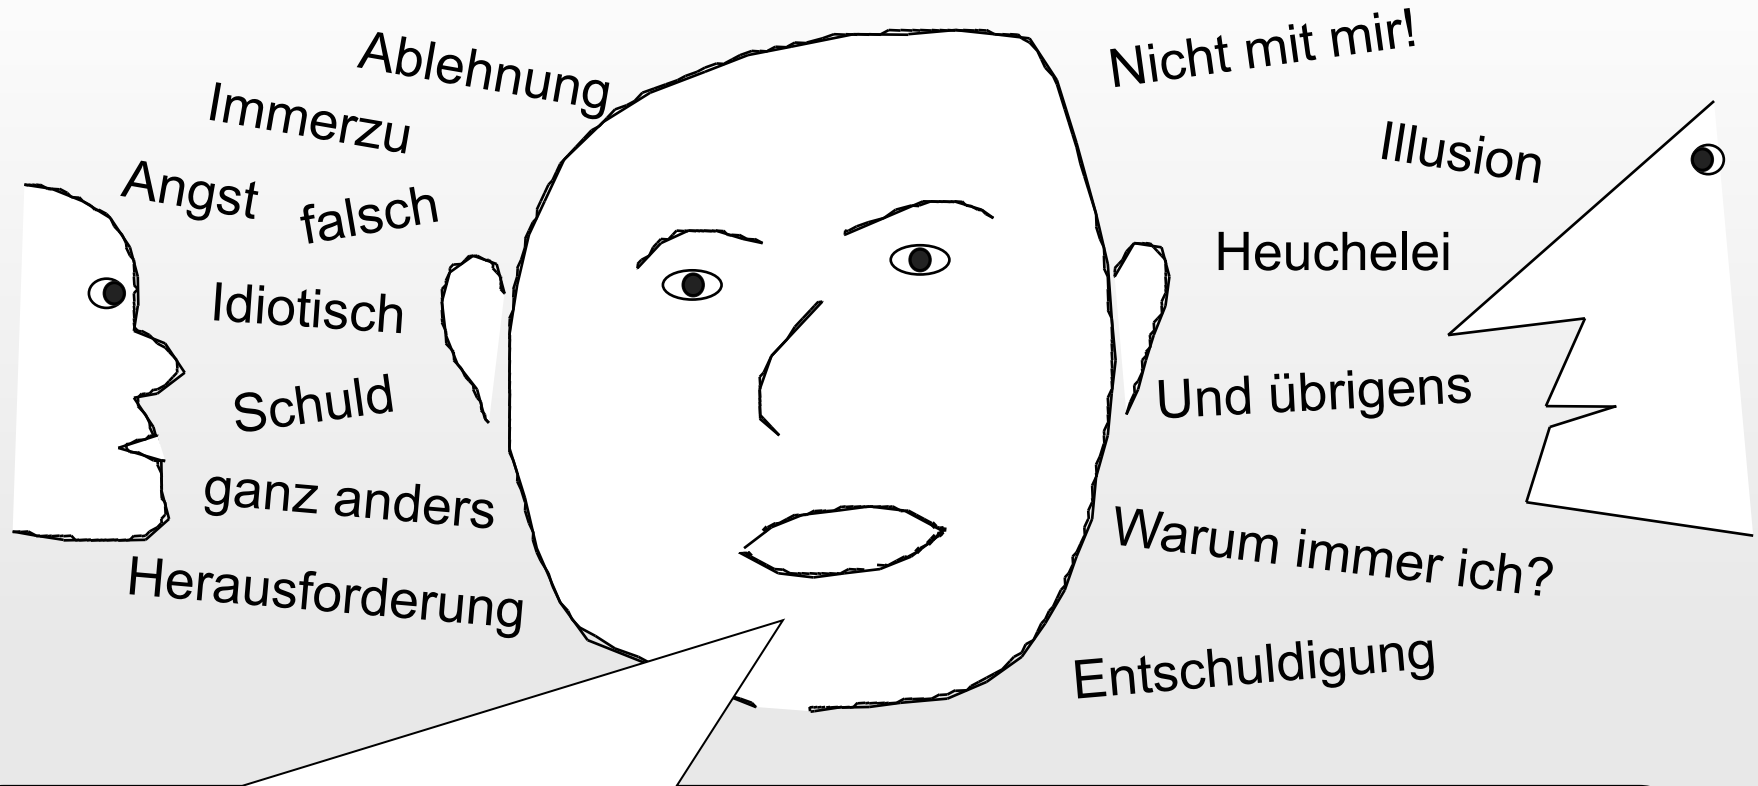 Ablehnung
Immerzu
Angst
falsch
Idiotisch
Schuld
ganz anders
Herausforderung
Nicht mit mir!
Illusion
Heuchelei
Und übrigens
Warum immer ich?
Entschuldigung